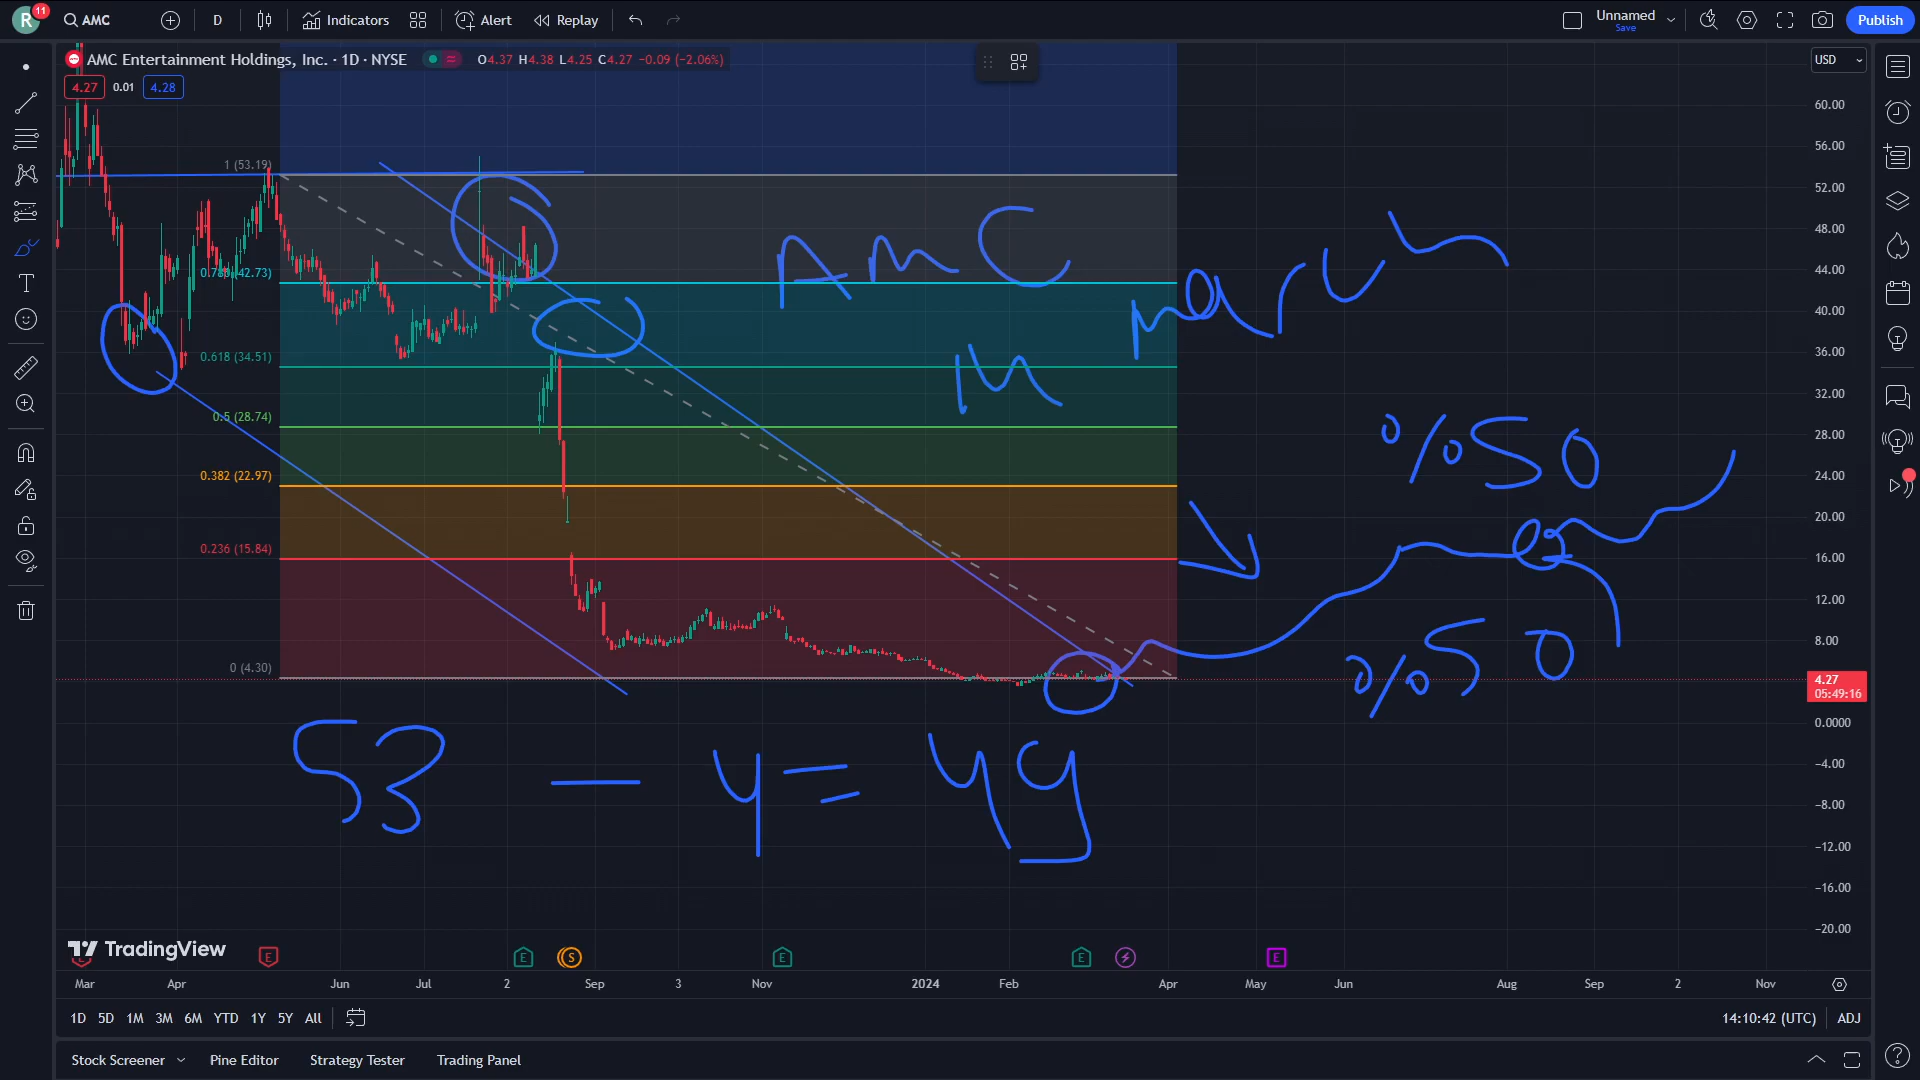 R 11 AMC D Indicators Alert Replay Unnamed Save Publish
AMC Entertainment Holdings, Inc. · 1D · NYSE O4.37 H4.38 L4.25 C4.27 -0.09 (-2.06%)
USD
4.27 0.01 4.28
60.00
56.00
52.00
48.00
44.00
40.00
36.00
32.00
28.00
24.00
20.00
16.00
12.00
8.00
4.27
05:49:16
0.0000
-4.00
-8.00
-12.00
-16.00
-20.00
1 (53.19)
0.618 (34.51)
0.5 (28.74)
0.382 (22.97)
0.236 (15.84)
0 (4.30)
AMC
%50
%50
53 - 4 = 49
TradingView
E E S E E E
Mar Apr Jun Jul 2 Sep 3 Nov 2024 Feb Apr May Jun Aug Sep 2 Nov
1D 5D 1M 3M 6M YTD 1Y 5Y All 14:10:42 (UTC) ADJ
Stock Screener Pine Editor Strategy Tester Trading Panel